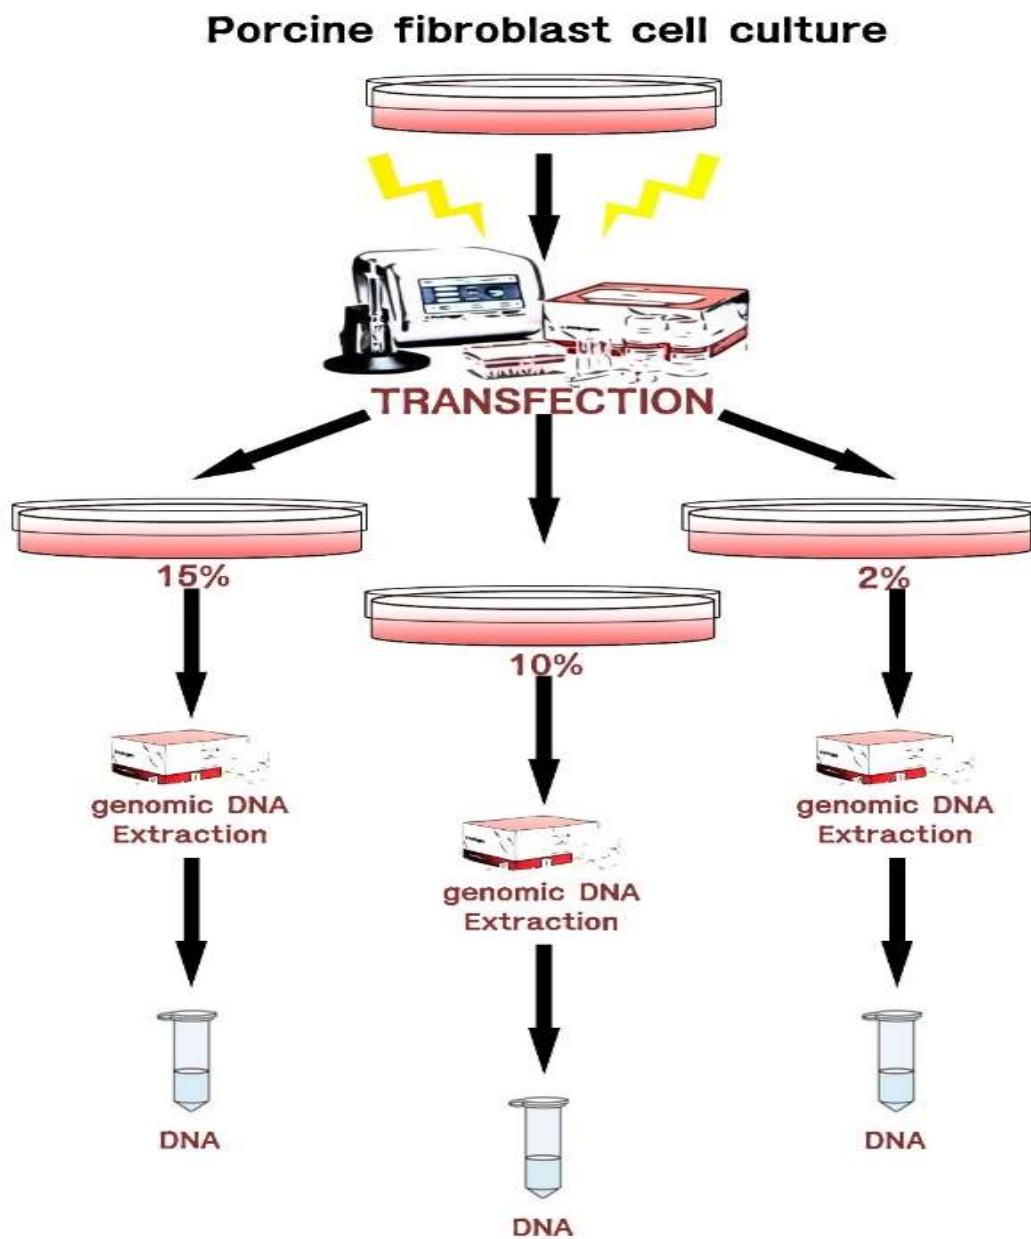 Porcine fibroblast cell culture
TRANSFECTION
15%
2%
10%
genomic DNA
Extraction
genomic DNA
Extraction
genomic DNA
Extraction
DNA
DNA
DNA